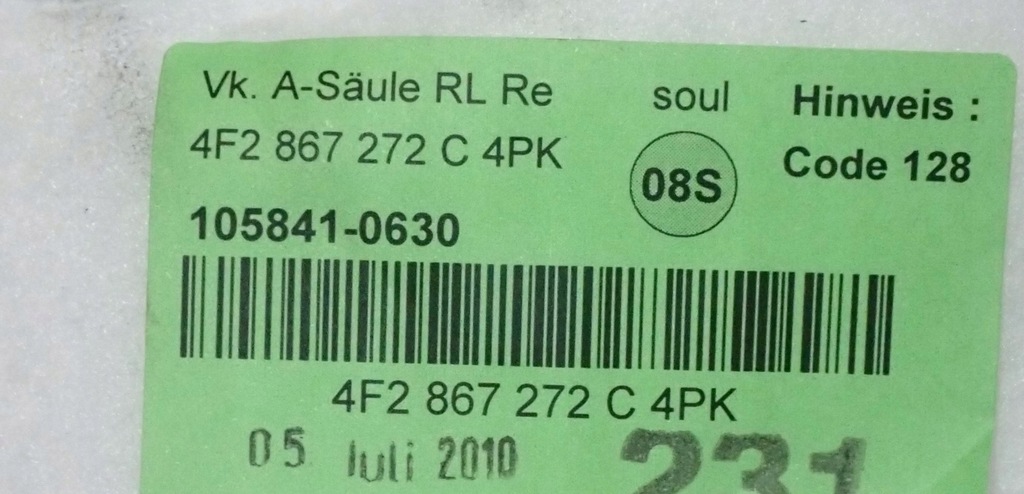 Vk. A-Säule RL Re
soul
Hinweis :
4F2 867 272 C 4PK
08S
Code 128
105841-0630
4F2 867 272 C 4PK
05. Juli 2010
231